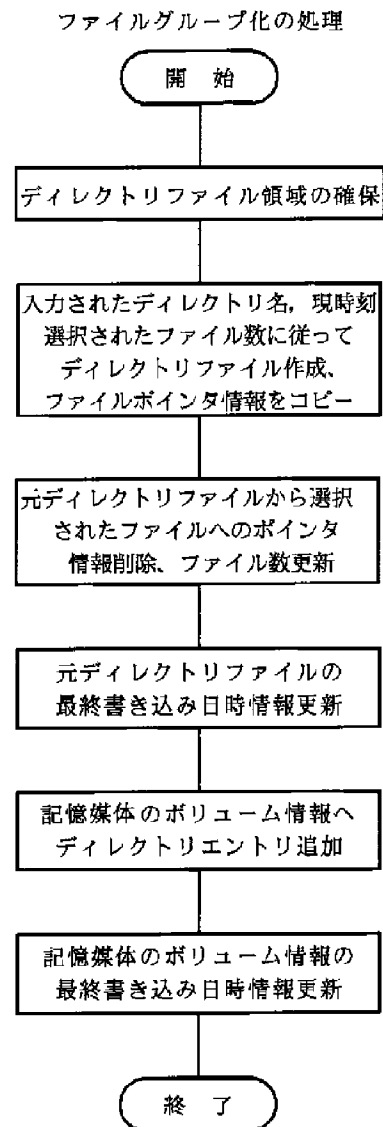 ファイルグループ化の処理
開 始
ディレクトリファイル領域の確保
入力されたディレクトリ名，現時刻
選択されたファイル数に従って
ディレクトリファイル作成、
ファイルポインタ情報をコピー
元ディレクトリファイルから選択
されたファイルへのポインタ
情報削除、ファイル数更新
元ディレクトリファイルの
最終書き込み日時情報更新
記憶媒体のボリューム情報へ
ディレクトリエントリ追加
記憶媒体のボリューム情報の
最終書き込み日時情報更新
終 了